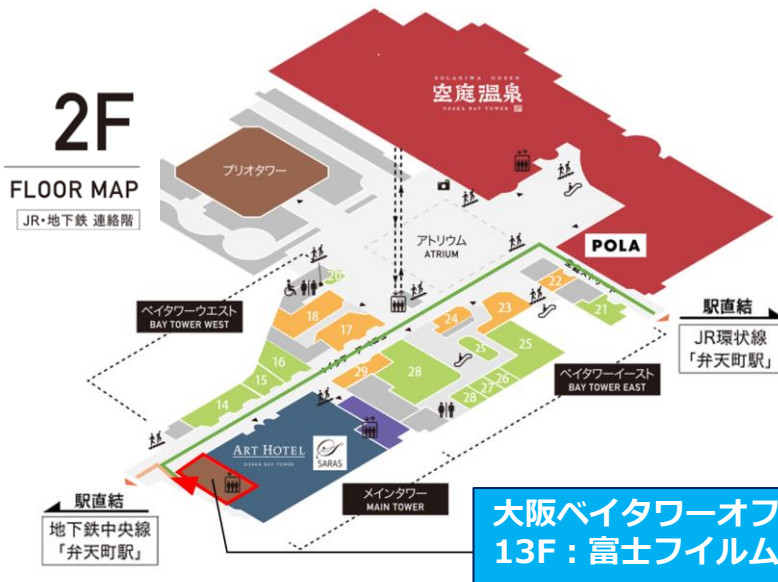 2F
FLOOR MAP
JR・地下鉄 連絡階
SOLANIWA ONSEN
空庭温泉
OSAKA BAY TOWER
プリオタワー
アトリウム
ATRIUM
POLA
ベイタワーウエスト
BAY TOWER WEST
20
18
17
16
15
14
22
21
23
24
25
25
26
27
28
28
29
駅直結
JR環状線
「弁天町駅」
ベイタワーイースト
BAY TOWER EAST
ART HOTEL
OSAKA BAY TOWER
S
SARAS
メインタワー
MAIN TOWER
駅直結
地下鉄中央線
「弁天町駅」
大阪ベイタワーオフ
13F：富士フイルム